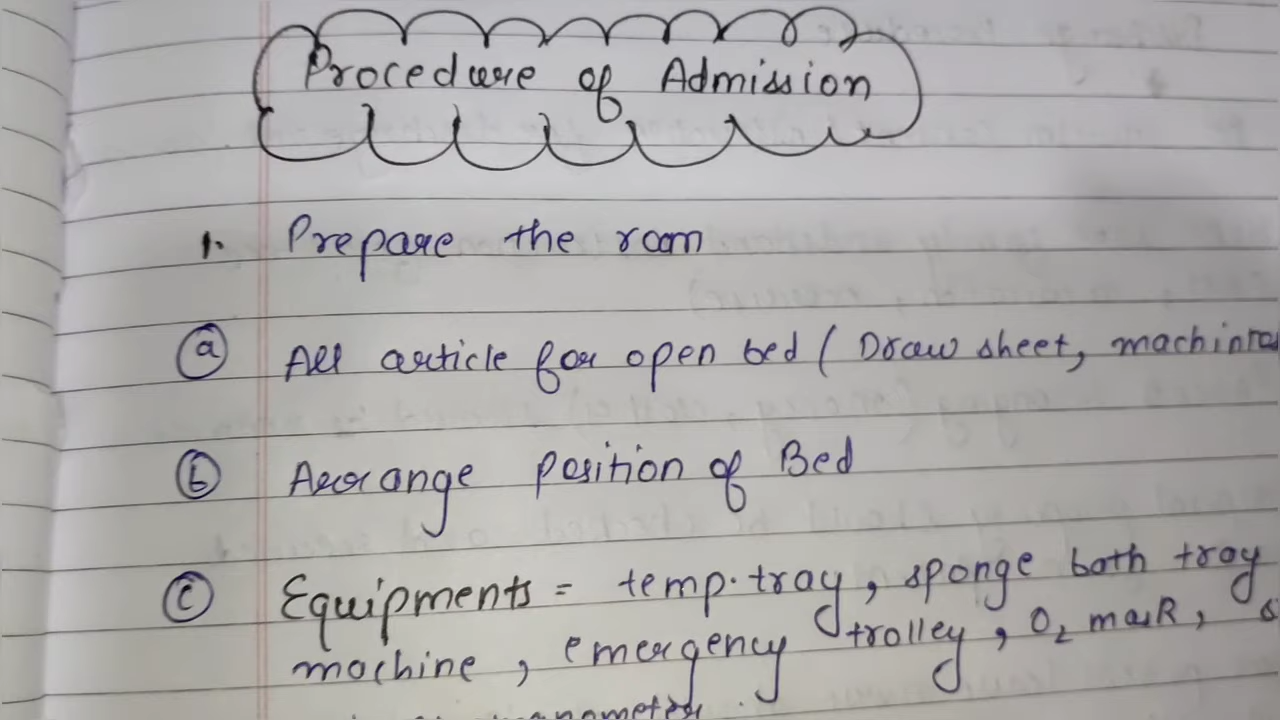 Procedure of Admission
1. Prepare the room
(a) All article for open bed ( Draw sheet, machinto
(b) Arrange position of Bed
(c) Equipments = temp. tray, sponge bath tray
machine, emergency trolley, O₂ mask,